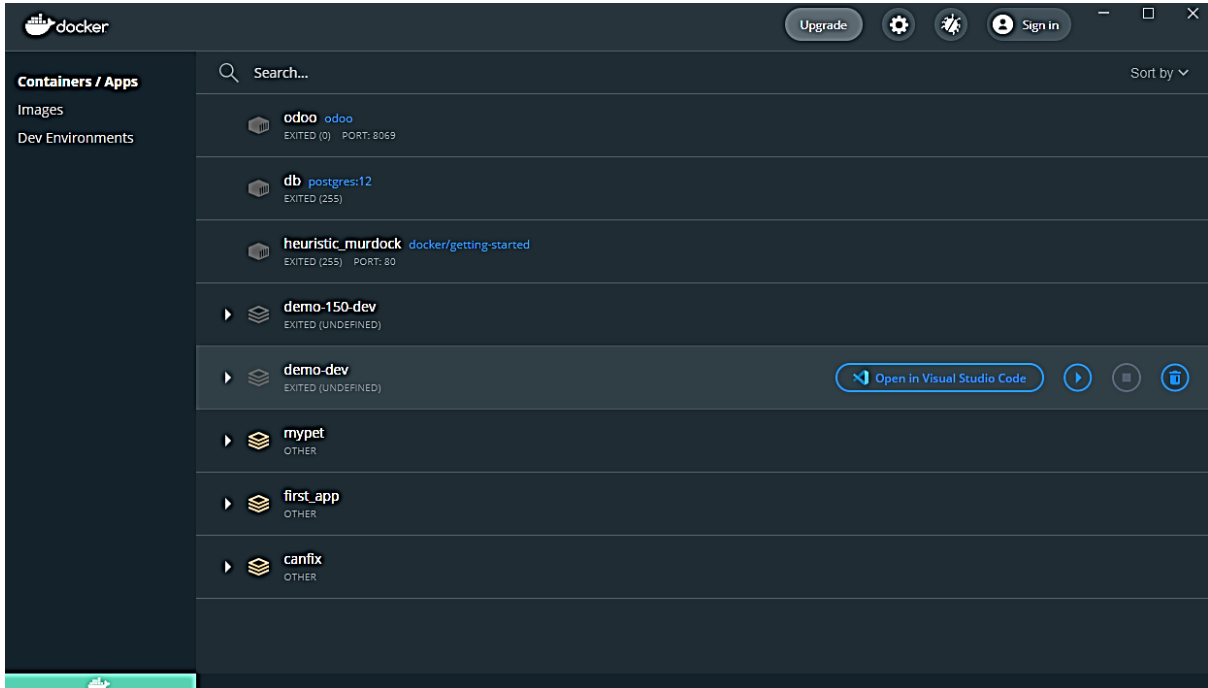 docker
Upgrade
Sign in
Containers / Apps
Images
Dev Environments
Search...
Sort by
odoo odoo
EXITED (0) PORT: 8069
db postgres:12
EXITED (255)
heuristic_murdock docker/getting-started
EXITED (255) PORT: 80
demo-150-dev
EXITED (UNDEFINED)
demo-dev
EXITED (UNDEFINED)
Open in Visual Studio Code
mypet
OTHER
first_app
OTHER
canfix
OTHER